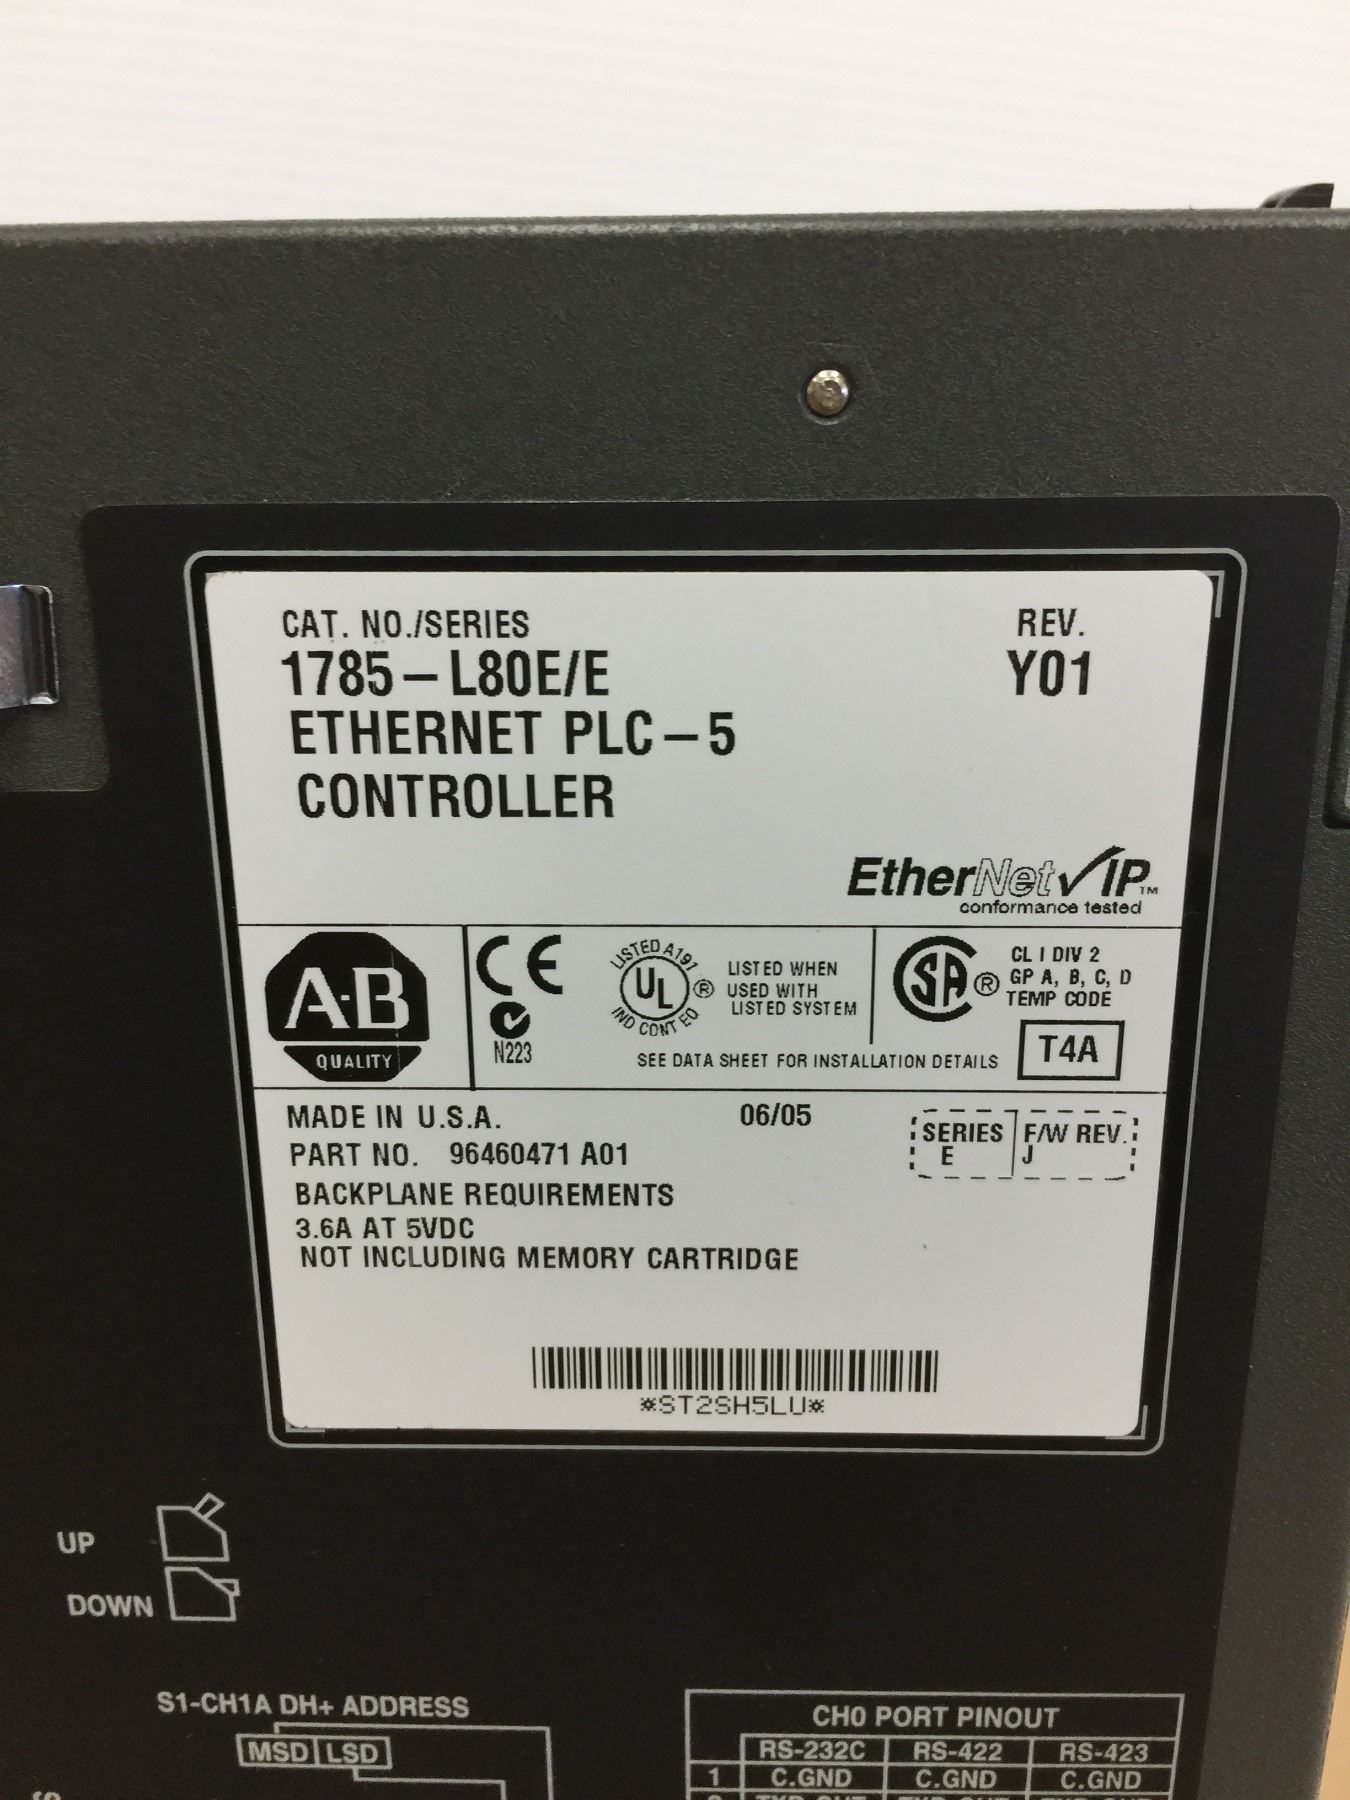 CAT. NO./SERIES
REV.
1785-L80E/E
Y01
ETHERNET PLC-5
CONTROLLER
EtherNet/IP™
conformance tested
A-B
QUALITY
CE
N223
LISTED A191
UL ®
IND CONT EQ
LISTED WHEN
USED WITH
LISTED SYSTEM
SA ®
CL I DIV 2
GP A, B, C, D
TEMP CODE
T4A
SEE DATA SHEET FOR INSTALLATION DETAILS
MADE IN U.S.A.
06/05
PART NO. 96460471 A01
SERIES
E
F/W REV.
J
BACKPLANE REQUIREMENTS
3.6A AT 5VDC
NOT INCLUDING MEMORY CARTRIDGE
*ST2SH5LU*
UP
DOWN
S1-CH1A DH+ ADDRESS
MSD LSD
CH0 PORT PINOUT
RS-232C RS-422 RS-423
1 C.GND C.GND C.GND